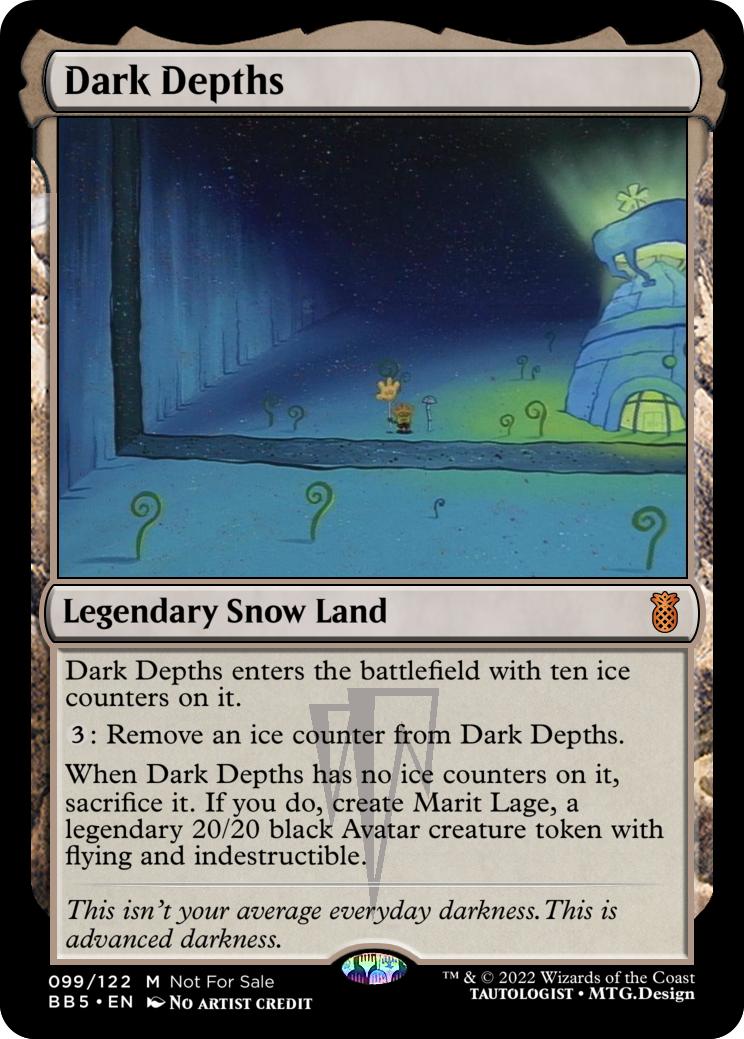 Dark Depths
Legendary Snow Land
Dark Depths enters the battlefield with ten ice
counters on it.
3: Remove an ice counter from Dark Depths.
When Dark Depths has no ice counters on it,
sacrifice it. If you do, create Marit Lage, a
legendary 20/20 black Avatar creature token with
flying and indestructible.
This isn't your average everyday darkness. This is
advanced darkness.
099/122 M Not For Sale
BB5 • EN No artist credit
™ & © 2022 Wizards of the Coast
TAUTOLOGIST • MTG.Design